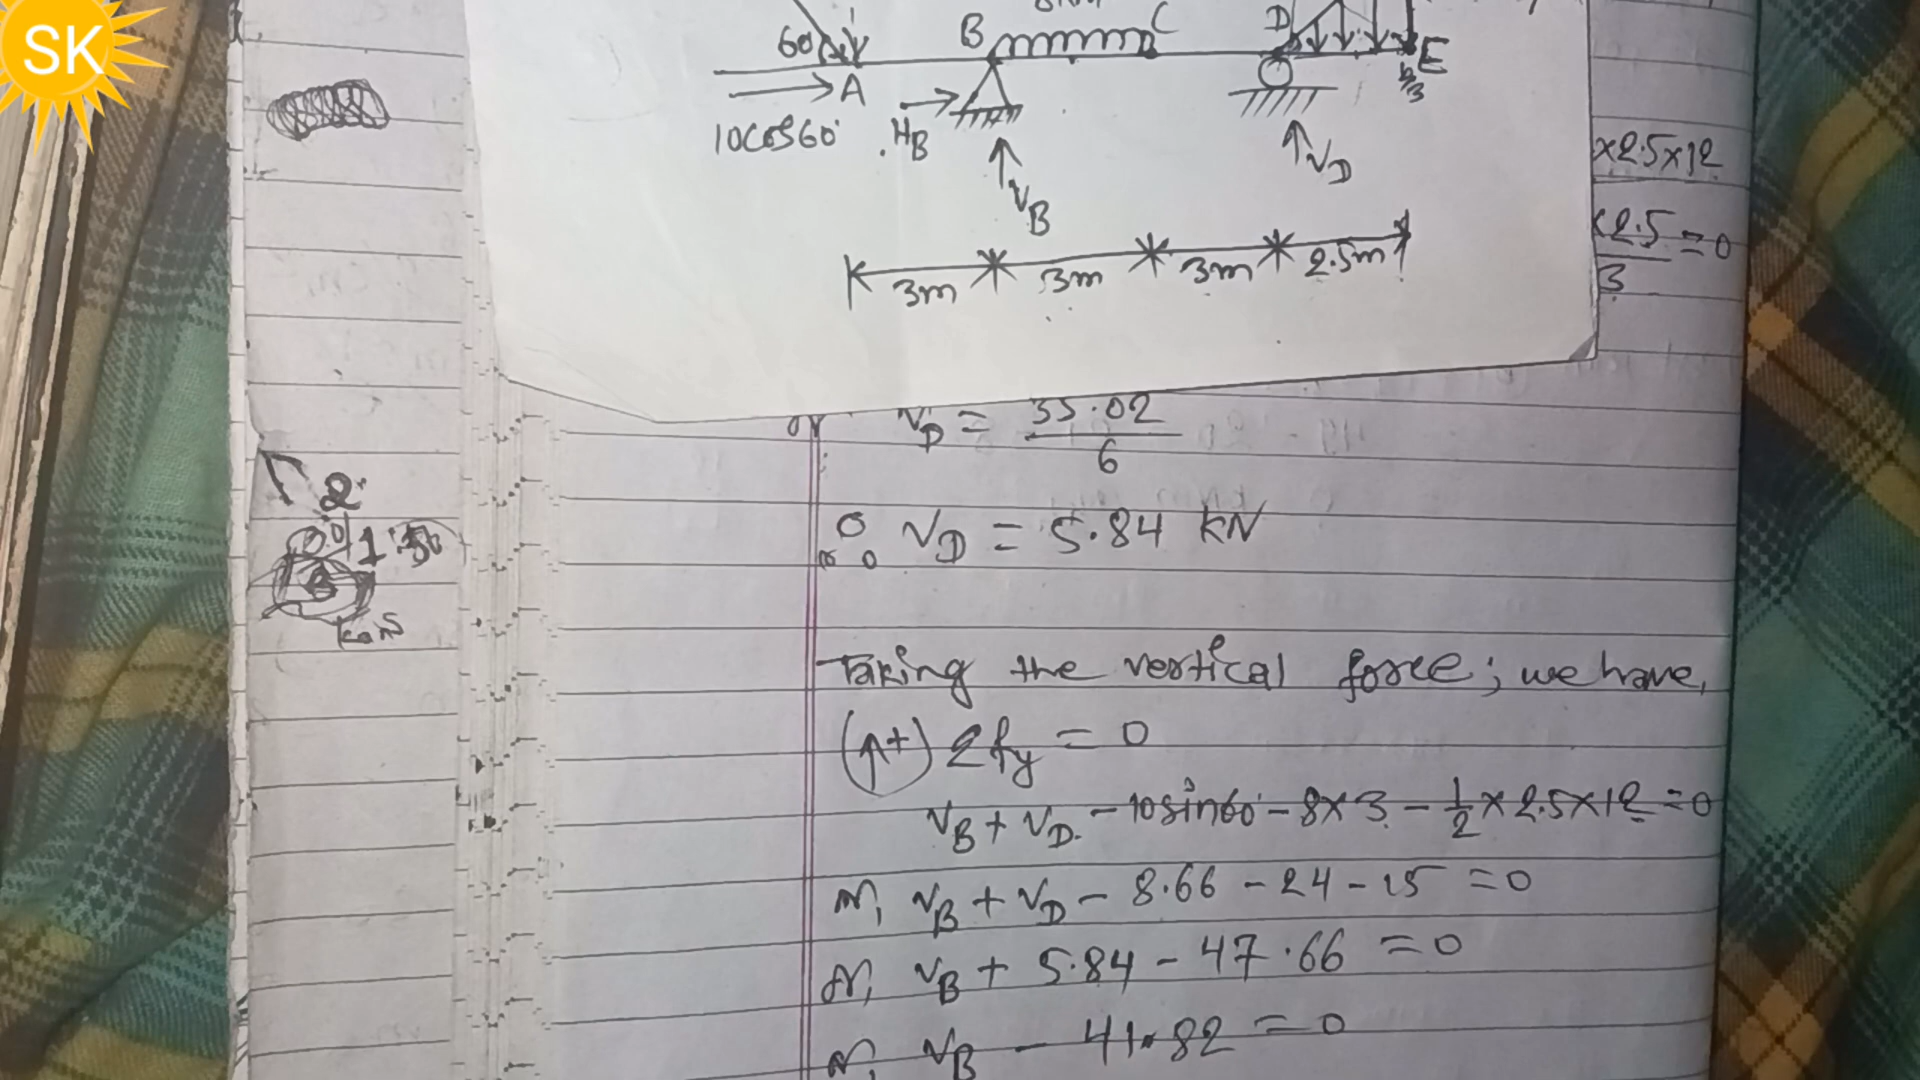 SK
B
C
D
60°
A
E
10cos60°
HB
VD
×2.5×12
VB
×2.5 = 0
3
3m 3m 3m 2.5m
VD = 35.02
6
2
∴ VD = 5.84 kN
Taking the vertical force; we have,
(↑+) Σfy = 0
VB + VD - 10sin60° - 8×3 - 1/2 × 2.5×12 = 0
or, VB + VD - 8.66 - 24 - 15 = 0
or, VB + 5.84 - 47.66 = 0
or, VB - 41.82 = 0